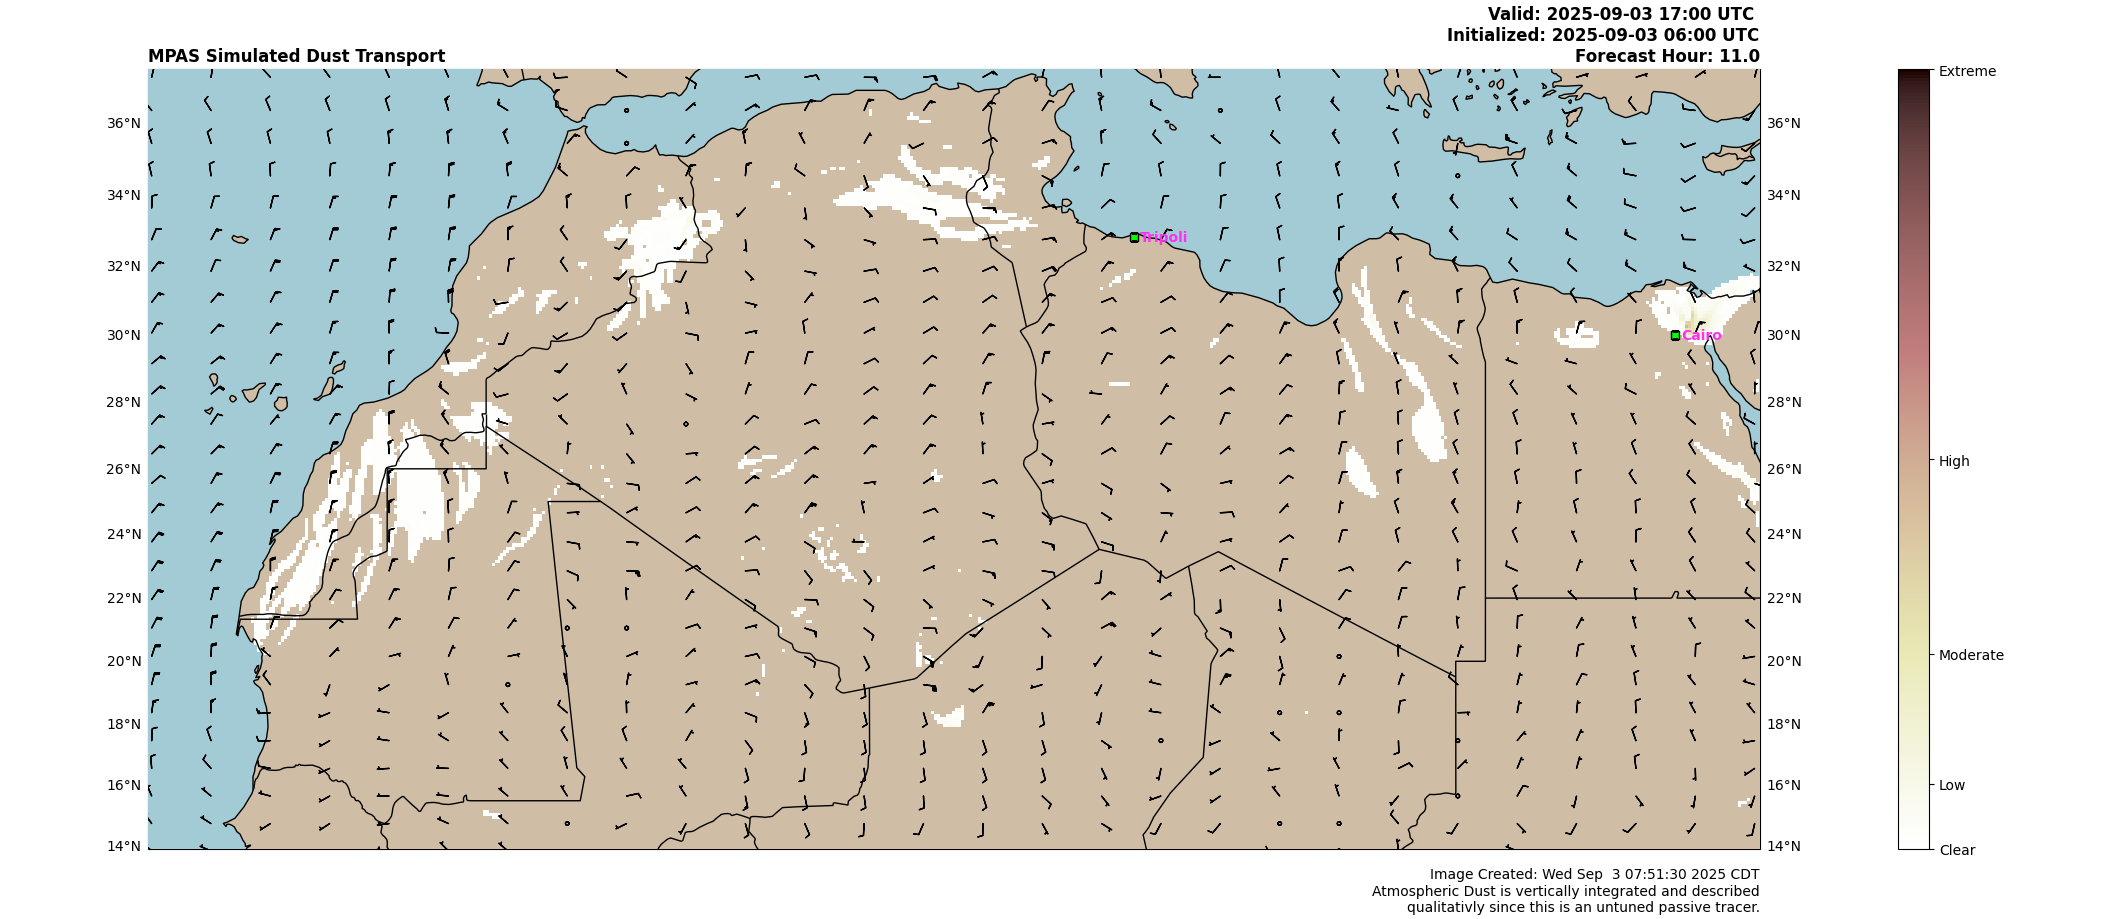 Valid: 2025-09-03 17:00 UTC
Initialized: 2025-09-03 06:00 UTC
MPAS Simulated Dust Transport
Forecast Hour: 11.0
36°N
34°N
32°N
30°N
28°N
26°N
24°N
22°N
20°N
18°N
16°N
14°N
Tripoli
Cairo
36°N
34°N
32°N
30°N
28°N
26°N
24°N
22°N
20°N
18°N
16°N
14°N
Extreme
High
Moderate
Low
Clear
Image Created: Wed Sep  3 07:51:30 2025 CDT
Atmospheric Dust is vertically integrated and described
qualitativly since this is an untuned passive tracer.